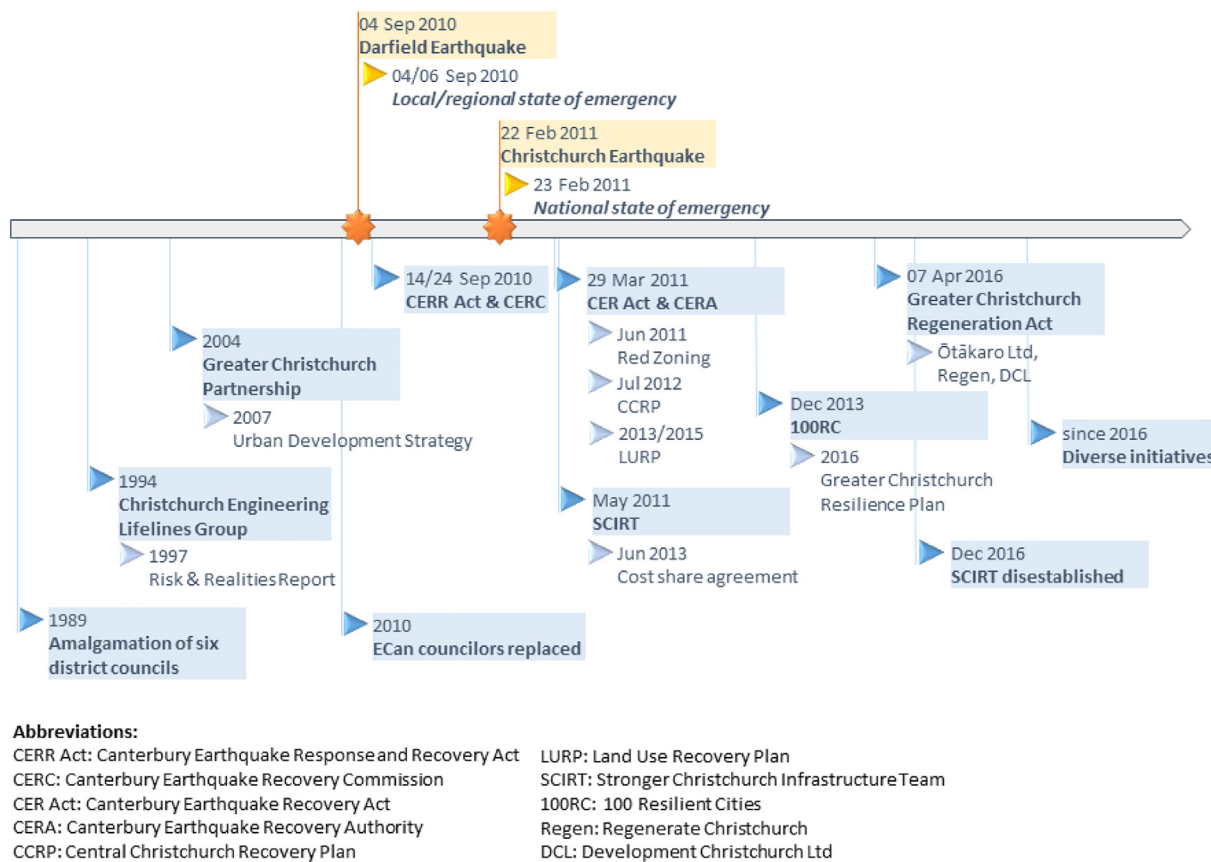 04 Sep 2010
Darfield Earthquake
04/06 Sep 2010
Local/regional state of emergency
22 Feb 2011
Christchurch Earthquake
23 Feb 2011
National state of emergency
14/24 Sep 2010
CERR Act & CERC
29 Mar 2011
CER Act & CERA
Jun 2011
Red Zoning
Jul 2012
CCRP
2013/2015
LURP
07 Apr 2016
Greater Christchurch
Regeneration Act
Ōtākaro Ltd,
Regen, DCL
2004
Greater Christchurch
Partnership
2007
Urban Development Strategy
Dec 2013
100RC
2016
Greater Christchurch
Resilience Plan
since 2016
Diverse initiatives
1994
Christchurch Engineering
Lifelines Group
1997
Risk & Realities Report
May 2011
SCIRT
Jun 2013
Cost share agreement
Dec 2016
SCIRT disestablished
1989
Amalgamation of six
district councils
2010
ECan councilors replaced
Abbreviations:
CERR Act: Canterbury Earthquake Response and Recovery Act
CERC: Canterbury Earthquake Recovery Commission
CER Act: Canterbury Earthquake Recovery Act
CERA: Canterbury Earthquake Recovery Authority
CCRP: Central Christchurch Recovery Plan
LURP: Land Use Recovery Plan
SCIRT: Stronger Christchurch Infrastructure Team
100RC: 100 Resilient Cities
Regen: Regenerate Christchurch
DCL: Development Christchurch Ltd